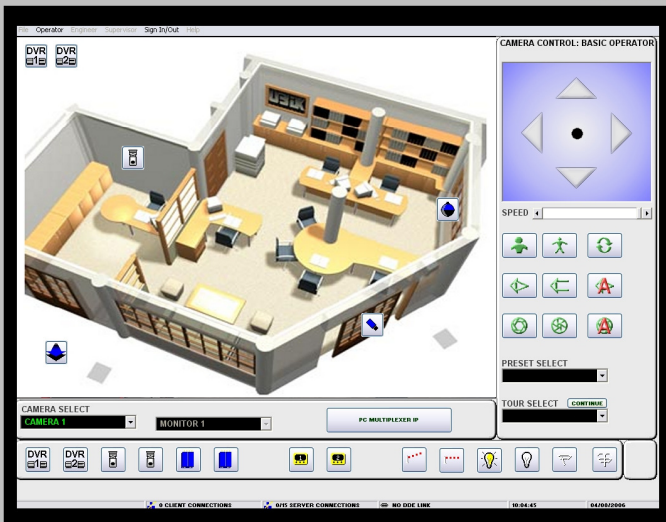 File Operator Engineer Supervisor Sign In/Out Help
CAMERA CONTROL: BASIC OPERATOR
DVR
1
DVR
2
SPEED
A
A
PRESET SELECT
TOUR SELECT CONTINUE
CAMERA SELECT
CAMERA 1
MONITOR 1
PC MULTIPLEXER IP
DVR
1
DVR
2
1
2
0 CLIENT CONNECTIONS
0/15 SERVER CONNECTIONS
NO DDE LINK
10:04:45
04/08/2006